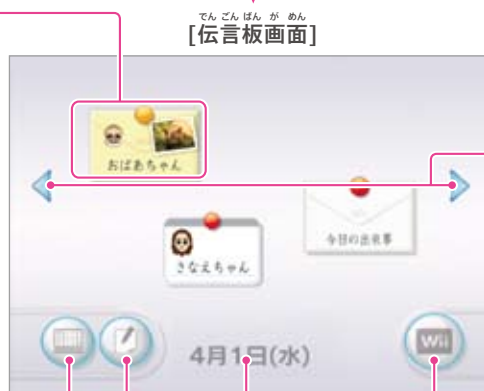 でんごんばんがめん
[伝言板画面]
おばあちゃん
今日の出来事
さなえちゃん
4月1日(水)
Wii